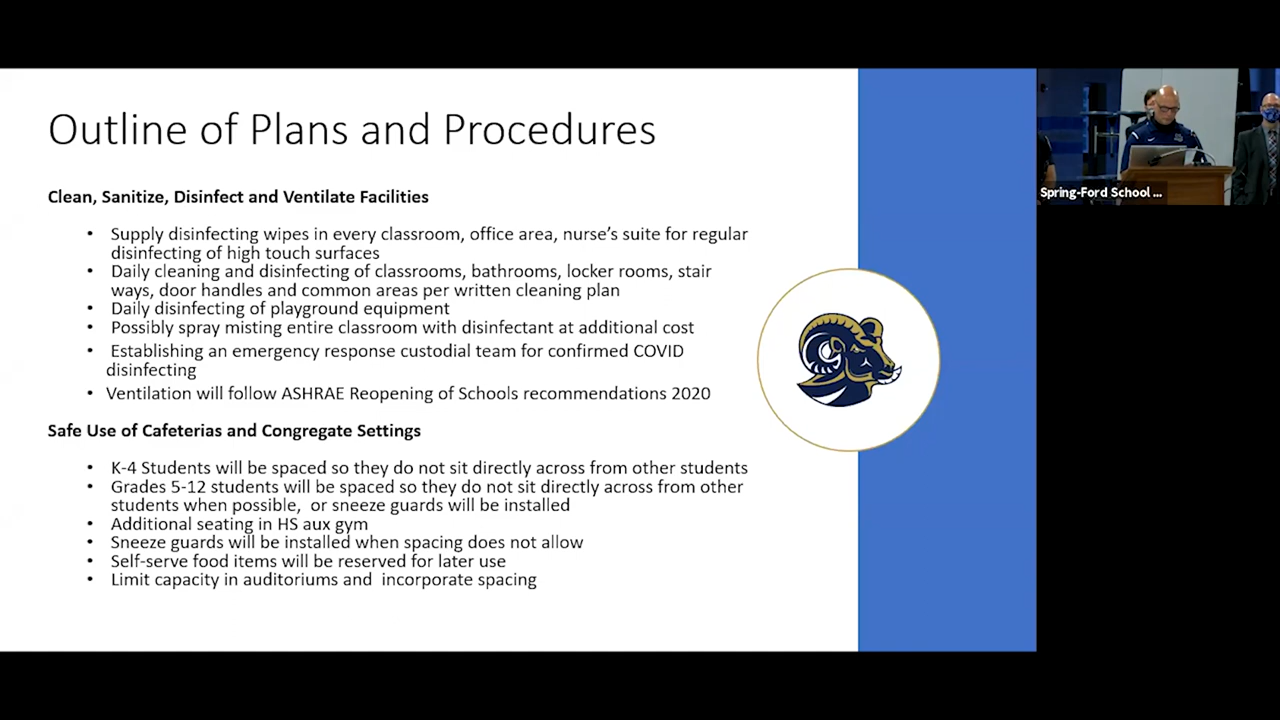 Outline of Plans and Procedures
Clean, Sanitize, Disinfect and Ventilate Facilities
• Supply disinfecting wipes in every classroom, office area, nurse’s suite for regular
disinfecting of high touch surfaces
• Daily cleaning and disinfecting of classrooms, bathrooms, locker rooms, stair
ways, door handles and common areas per written cleaning plan
• Daily disinfecting of playground equipment
• Possibly spray misting entire classroom with disinfectant at additional cost
• Establishing an emergency response custodial team for confirmed COVID
disinfecting
• Ventilation will follow ASHRAE Reopening of Schools recommendations 2020
Safe Use of Cafeterias and Congregate Settings
• K-4 Students will be spaced so they do not sit directly across from other students
• Grades 5-12 students will be spaced so they do not sit directly across from other
students when possible, or sneeze guards will be installed
• Additional seating in HS aux gym
• Sneeze guards will be installed when spacing does not allow
• Self-serve food items will be reserved for later use
• Limit capacity in auditoriums and incorporate spacing
Spring-Ford School ...